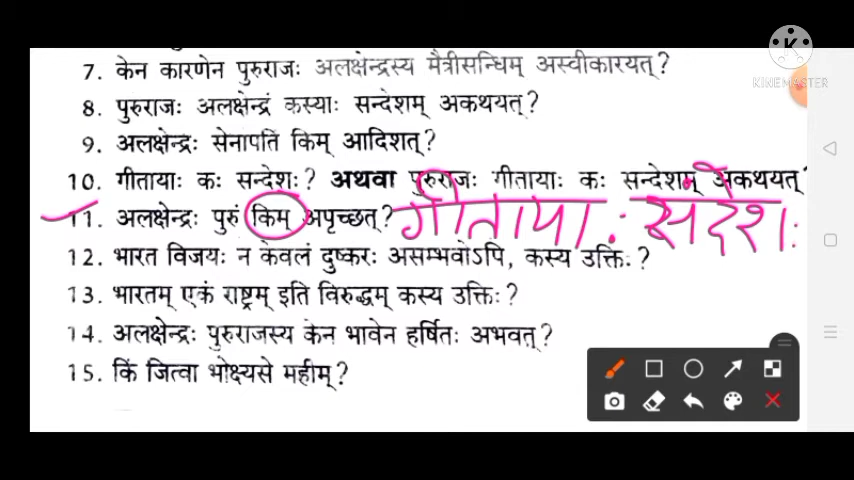 KINEMASTER
7. केन कारणेन पुरुराजः अलक्षेन्द्रस्य मैत्रीसन्धिम् अस्वीकारयत्?
8. पुरुराजः अलक्षेन्द्रं कस्याः सन्देशम् अकथयत्?
9. अलक्षेन्द्रः सेनापति किम् आदिशत्?
10. गीतायाः कः सन्देशः? अथवा पुरुराजः गीतायाः कः सन्देशम् अकथयत्
11. अलक्षेन्द्रः पुरुं किम् अपृच्छत्? गीतायाः संदेशः
12. भारत विजयः न केवलं दुष्करः असम्भवोऽपि, कस्य उक्तिः?
13. भारतम् एकं राष्ट्रम् इति विरुद्धम् कस्य उक्तिः?
14. अलक्षेन्द्रः पुरुराजस्य केन भावेन हर्षितः अभवत्?
15. किं जित्वा भोक्ष्यसे महीम्?